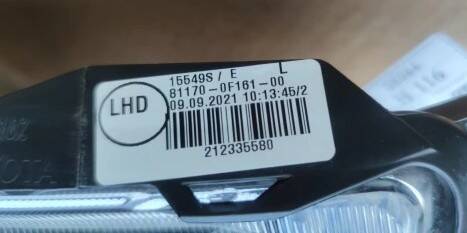 15549S / E L
LHD
81170-0F161-00
09.09.2021 10:13:45/2
212335580